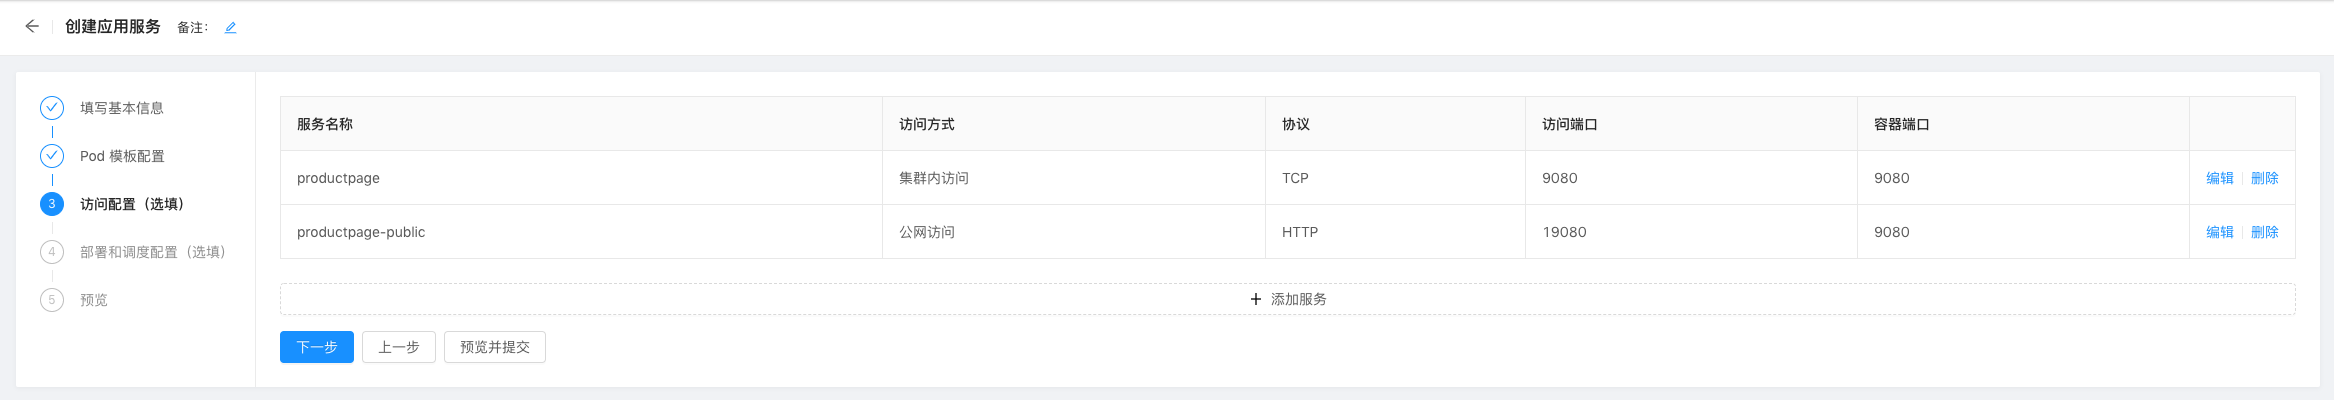 创建应用服务 备注：
填写基本信息
Pod 模板配置
3 访问配置（选填）
4 部署和调度配置（选填）
5 预览
服务名称 访问方式 协议 访问端口 容器端口
productpage 集群内访问 TCP 9080 9080 编辑 删除
productpage-public 公网访问 HTTP 19080 9080 编辑 删除
+ 添加服务
下一步 上一步 预览并提交